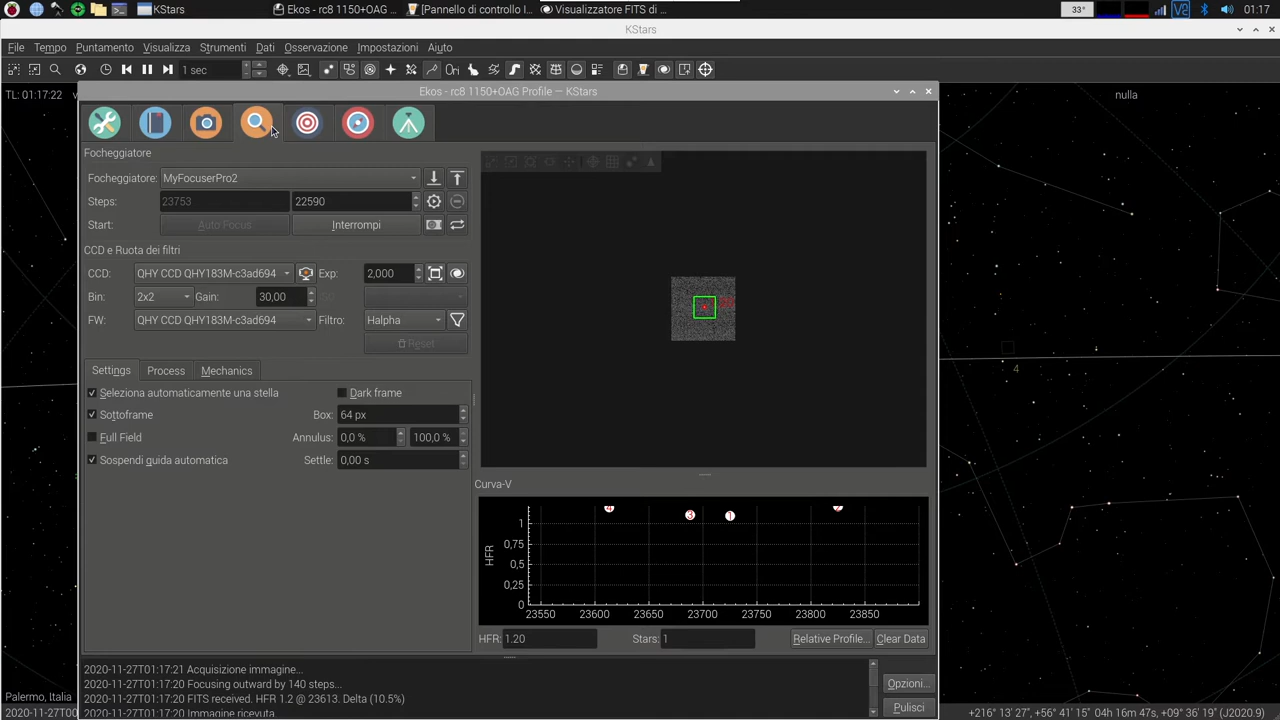 KStars
Ekos - rc8 1150+OAG ...
[Pannello di controllo I...
Visualizzatore FITS di ...
33°
01:17
KStars
File Tempo Puntamento Visualizza Strumenti Dati Osservazione Impostazioni Aiuto
1 sec
TL: 01:17:22
nulla
Ekos - rc8 1150+OAG Profile — KStars
Focheggiatore
Focheggiatore: MyFocuserPro2
Steps: 23753 22590
Start: Auto Focus Interrompi
CCD e Ruota dei filtri
CCD: QHY CCD QHY183M-c3ad694 Exp: 2,000
Bin: 2x2 Gain: 30,00
FW: QHY CCD QHY183M-c3ad694 Filtro: Halpha
Reset
Settings Process Mechanics
Seleziona automaticamente una stella Dark frame
Sottoframe Box: 64 px
Full Field Annulus: 0,0 % 100,0 %
Sospendi guida automatica Settle: 0,00 s
4
Curva-V
4 3 1 2
1
0,75
HFR
0,5
0,25
0
23550 23600 23650 23700 23750 23800 23850
HFR: 1.20 Stars: 1 Relative Profile... Clear Data
2020-11-27T01:17:21 Acquisizione immagine...
2020-11-27T01:17:20 Focusing outward by 140 steps...
2020-11-27T01:17:20 FITS received. HFR 1.2 @ 23613. Delta (10.5%)
2020-11-27T01:17:20 Immagine ricevuta
Opzioni...
Pulisci
Palermo, Italia
2020-11-27T00
+216° 13' 27", +56° 41' 15" 04h 16m 47s, +09° 36' 19" (J2020.9)